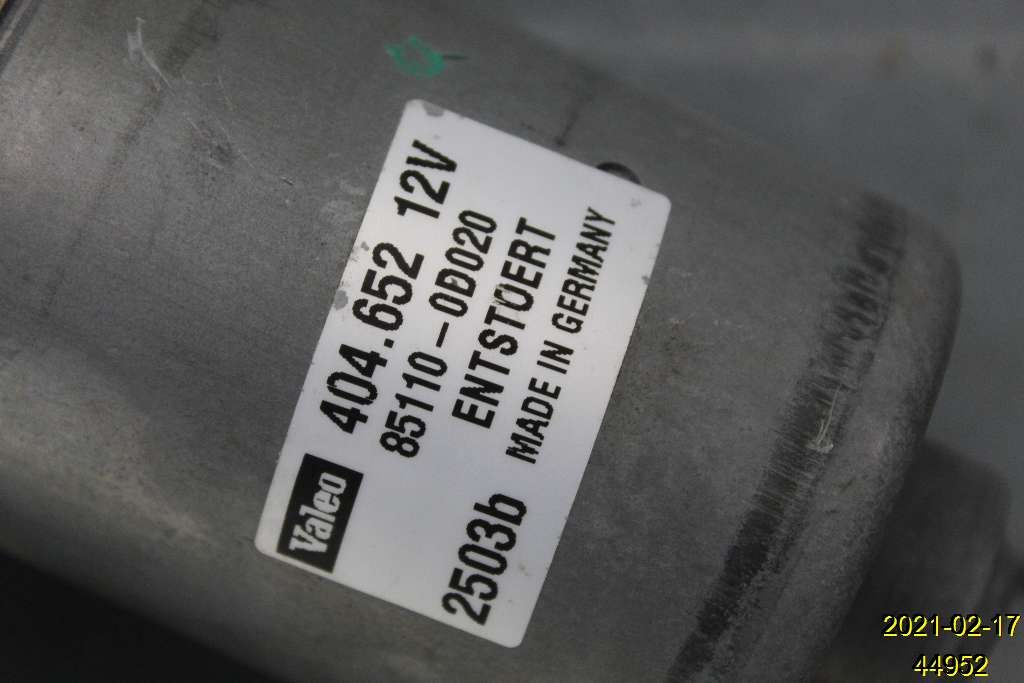 404.652 12V
85110-0D020
ENTSTOERT
MADE IN GERMANY
Valeo
2503b
2021-02-17
44952